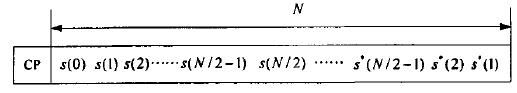 N
CP s(0) s(1) s(2)······s(N/2−1) s(N/2) ······ s*(N/2−1) s*(2) s*(1)